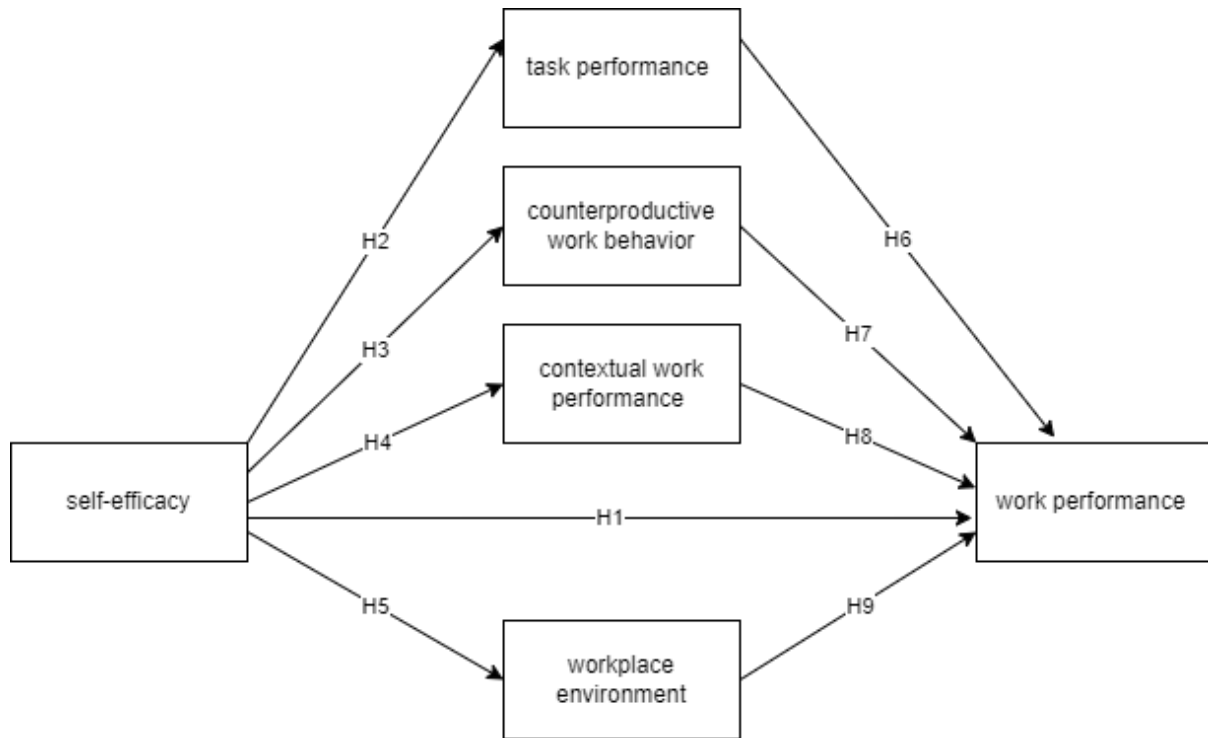 task performance
counterproductive
work behavior
H2
H6
H3
H7
contextual work
performance
H4
H8
self-efficacy
H1
work performance
H5
H9
workplace
environment